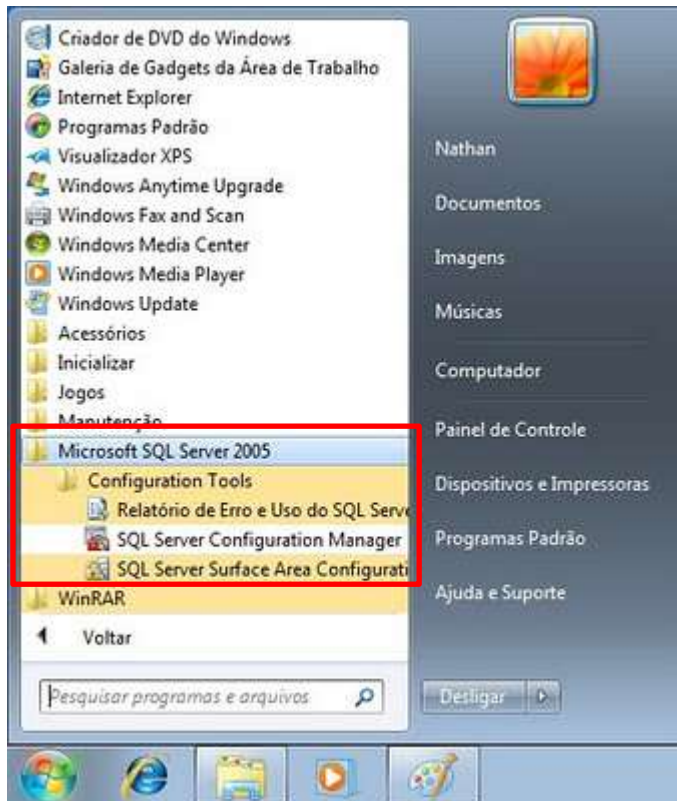 Criador de DVD do Windows
Galeria de Gadgets da Área de Trabalho
Internet Explorer
Programas Padrão
Visualizador XPS
Windows Anytime Upgrade
Windows Fax and Scan
Windows Media Center
Windows Media Player
Windows Update
Acessórios
Inicializar
Jogos
Manutenção
Microsoft SQL Server 2005
Configuration Tools
Relatório de Erro e Uso do SQL Serve
SQL Server Configuration Manager
SQL Server Surface Area Configurati
WinRAR
Voltar
Pesquisar programas e arquivos
Nathan
Documentos
Imagens
Músicas
Computador
Painel de Controle
Dispositivos e Impressoras
Programas Padrão
Ajuda e Suporte
Desligar